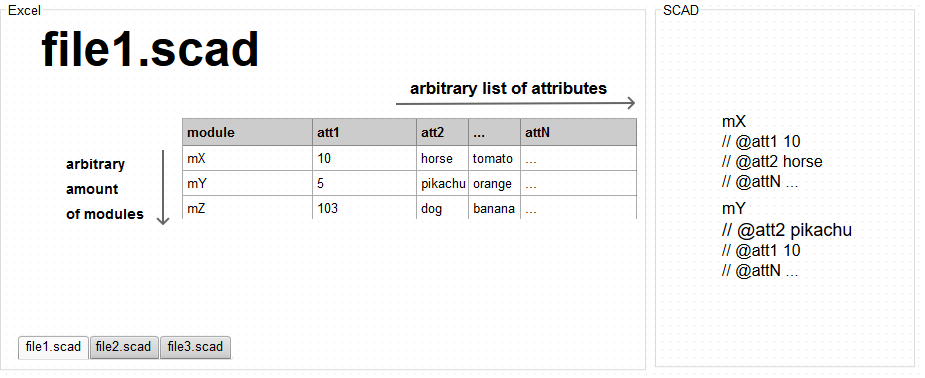 Excel
file1.scad
arbitrary list of attributes
module att1 att2 ... attN
mX 10 horse tomato ...
mY 5 pikachu orange ...
mZ 103 dog banana ...
arbitrary
amount
of modules
file1.scad file2.scad file3.scad
SCAD
mX
// @att1 10
// @att2 horse
// @attN ...
mY
// @att2 pikachu
// @att1 10
// @attN ...